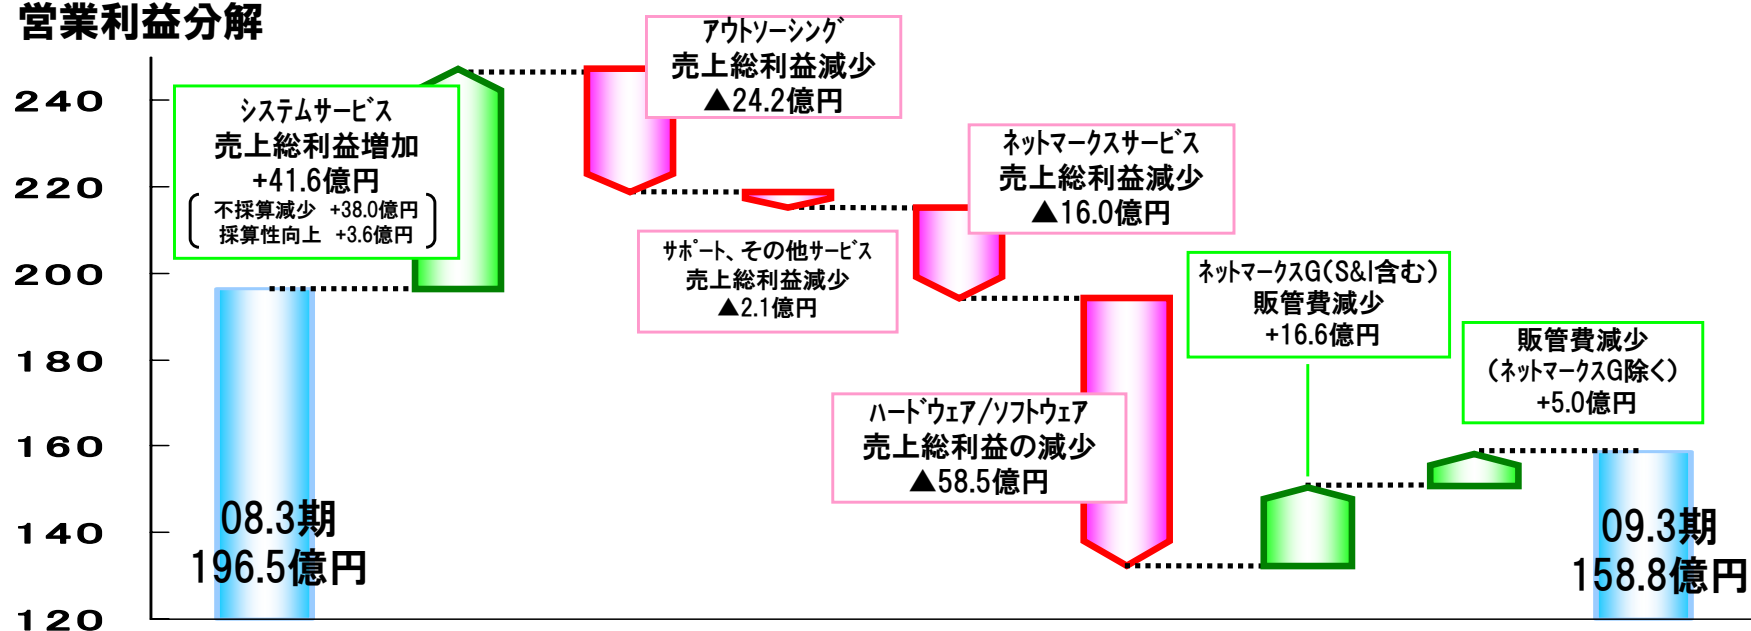 営業利益分解
240
220
200
180
160
140
120
システムサービス
売上総利益増加
+41.6億円
不採算減少 +38.0億円
採算性向上 +3.6億円
アウトソーシング
売上総利益減少
▲24.2億円
サポート、その他サービス
売上総利益減少
▲2.1億円
ネットマークスサービス
売上総利益減少
▲16.0億円
ハードウェア/ソフトウェア
売上総利益の減少
▲58.5億円
ネットマークスG(S&I含む)
販管費減少
+16.6億円
販管費減少
(ネットマークスG除く)
+5.0億円
08.3期
196.5億円
09.3期
158.8億円